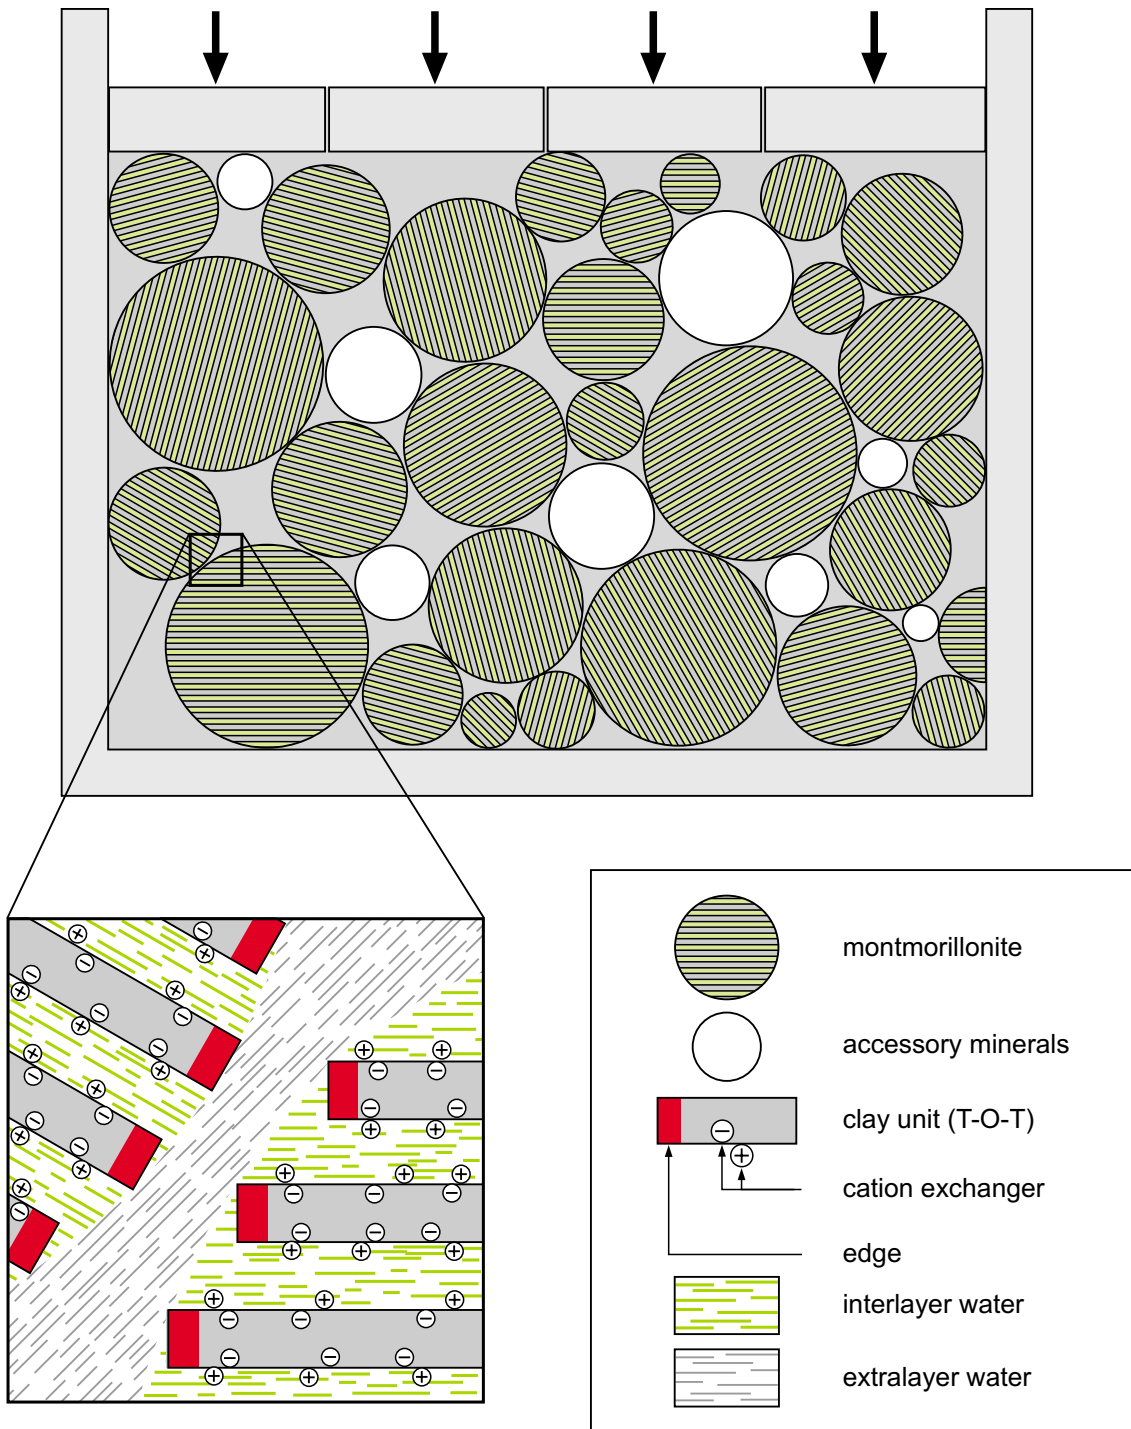 montmorillonite
accessory minerals
clay unit (T-O-T)
cation exchanger
edge
interlayer water
extralayer water